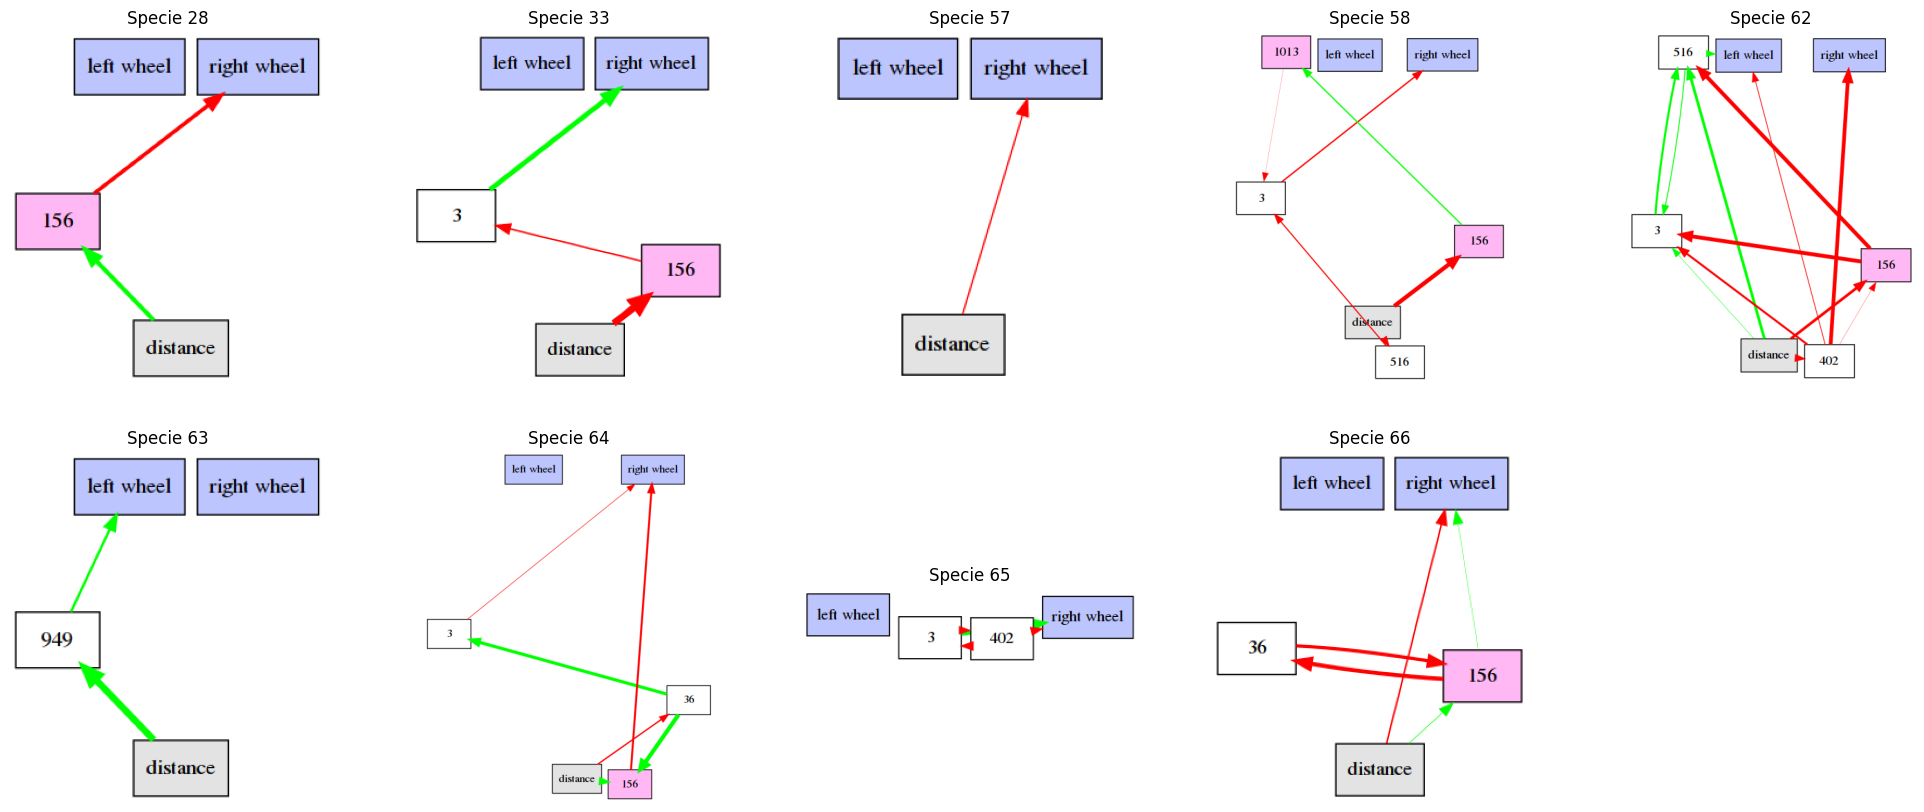 Specie 28
left wheel
right wheel
156
distance
Specie 33
left wheel
right wheel
3
156
distance
Specie 57
left wheel
right wheel
distance
Specie 58
1013
left wheel
right wheel
3
156
distance
516
Specie 62
516
left wheel
right wheel
3
156
distance
402
Specie 63
left wheel
right wheel
949
distance
Specie 64
left wheel
right wheel
3
36
distance
156
Specie 65
left wheel
3
402
right wheel
Specie 66
left wheel
right wheel
36
156
distance